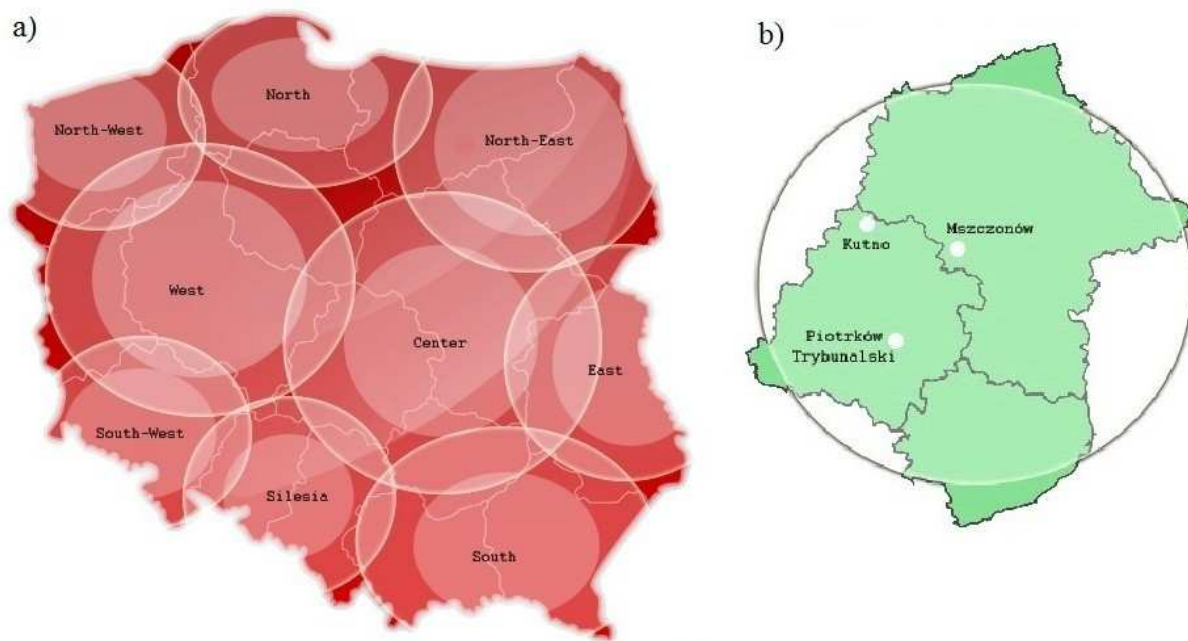 a)
North
North-West
North-East
West
Center
East
South-West
Silesia
South
b)
Kutno
Mszczonów
Piotrków
Trybunalski